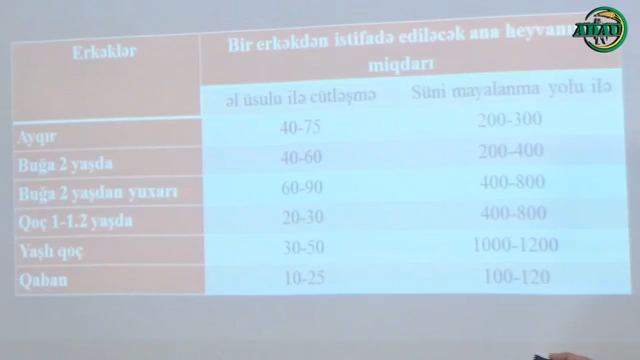 ADAU
Erkəklər
Bir erkəkdən istifadə ediləcək ana heyvanın
miqdarı
əl üsulu ilə cütləşmə
Süni mayalanma yolu ilə
Ayqır 40-75 200-300
Buğa 2 yaşda 40-60 200-400
Buğa 2 yaşdan yuxarı 60-90 400-800
Qoç 1-1.2 yaşda 20-30 400-800
Yaşlı qoç 30-50 1000-1200
Qaban 10-25 100-120